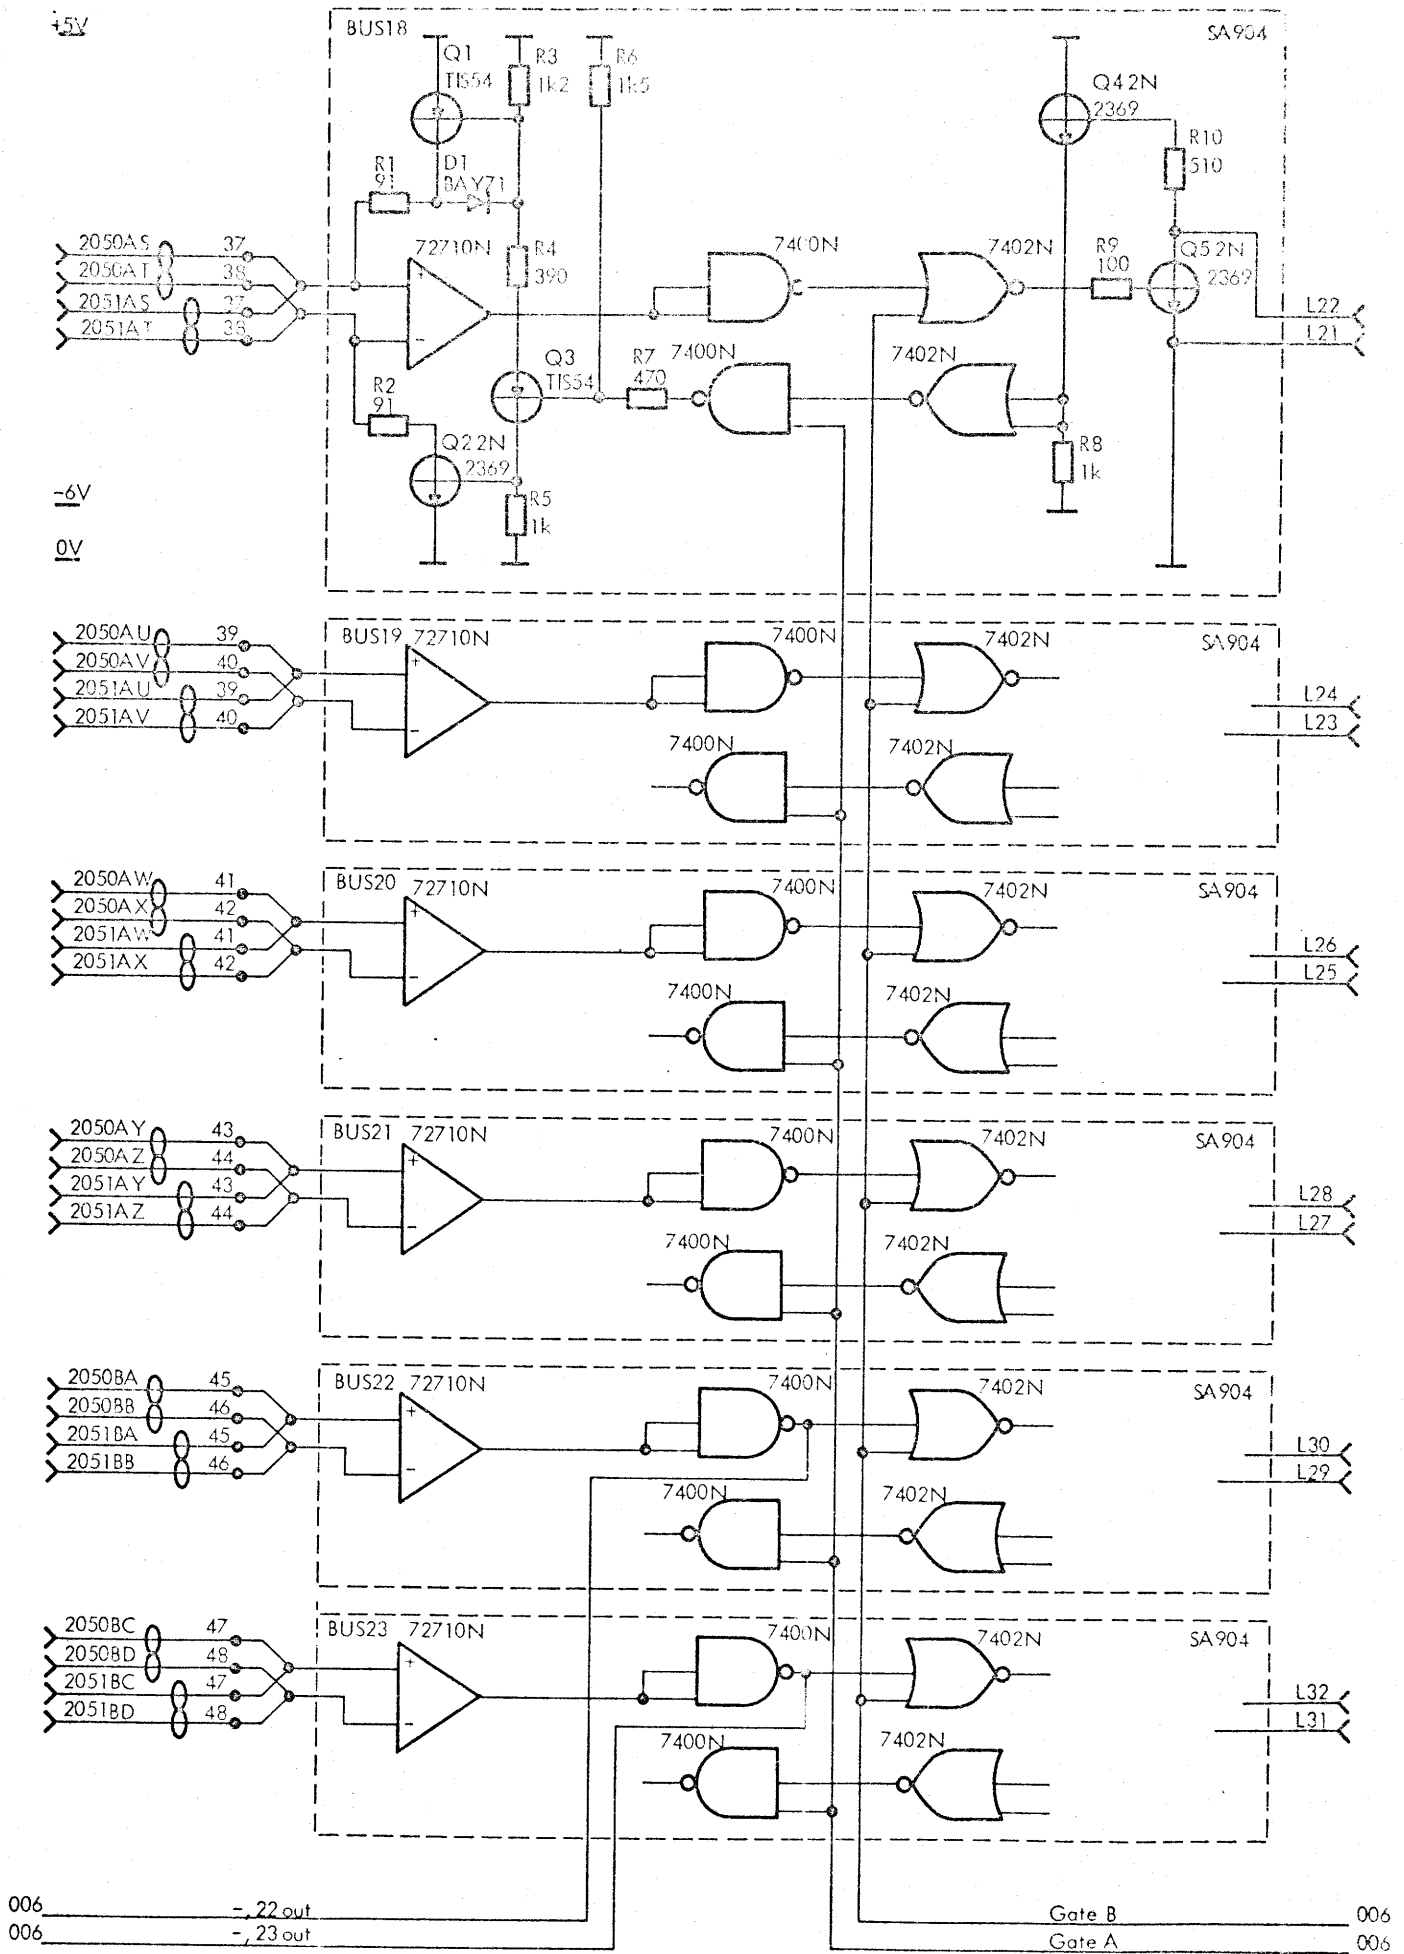 +5V
BUS18
SA904
Q1
TIS54
R3
1k2
R6
1k5
Q42N
2369
R10
510
R1
91
D1
BAY71
2050AS 37
2050AT 38
2051AS 37
2051AT 38
72710N
+
-
R4
390
7400N
7402N
R9
100
Q52N
2369
L22
L21
Q3
TIS54
R7
470
7400N
7402N
R2
91
Q22N
2369
R8
1k
R5
1k
-6V
0V
2050AU 39
2050AV 40
2051AU 39
2051AV 40
BUS19 72710N
+
-
7400N
7402N
SA904
L24
L23
7400N
7402N
2050AW 41
2050AX 42
2051AW 41
2051AX 42
BUS20 72710N
+
-
7400N
7402N
SA904
L26
L25
7400N
7402N
2050AY 43
2050AZ 44
2051AY 43
2051AZ 44
BUS21 72710N
+
-
7400N
7402N
SA904
L28
L27
7400N
7402N
2050BA 45
2050BB 46
2051BA 45
2051BB 46
BUS22 72710N
+
-
7400N
7402N
SA904
L30
L29
7400N
7402N
2050BC 47
2050BD 48
2051BC 47
2051BD 48
BUS23 72710N
+
-
7400N
7402N
SA904
L32
L31
7400N
7402N
006 -,22 out Gate B 006
006 -,23 out Gate A 006